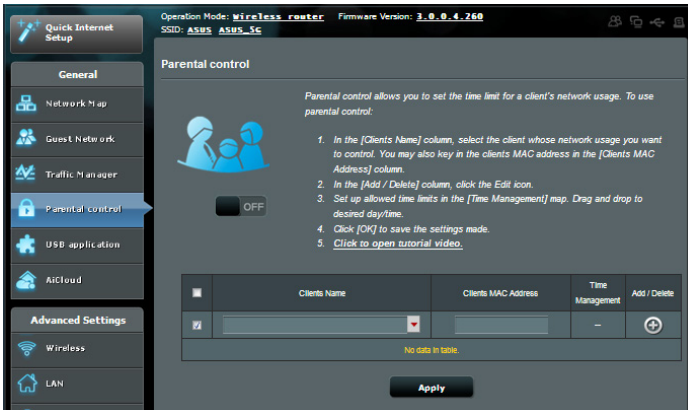 Quick Internet
Setup
Operation Mode: Wireless router Firmware Version: 3.0.0.4.260
SSID: ASUS ASUS_5G
General
Network Map
Guest Network
Traffic Manager
Parental control
USB application
AiCloud
Advanced Settings
Wireless
LAN
Parental control
Parental control allows you to set the time limit for a client's network usage. To use
parental control:
1. In the [Clients Name] column, select the client whose network usage you want
to control. You may also key in the clients MAC address in the [Clients MAC
Address] column.
2. In the [Add / Delete] column, click the Edit icon.
3. Set up allowed time limits in the [Time Management] map. Drag and drop to
desired day/time.
4. Click [OK] to save the settings made.
5. Click to open tutorial video.
OFF
Clients Name Clients MAC Address Time Management Add / Delete
--
No data in table.
Apply